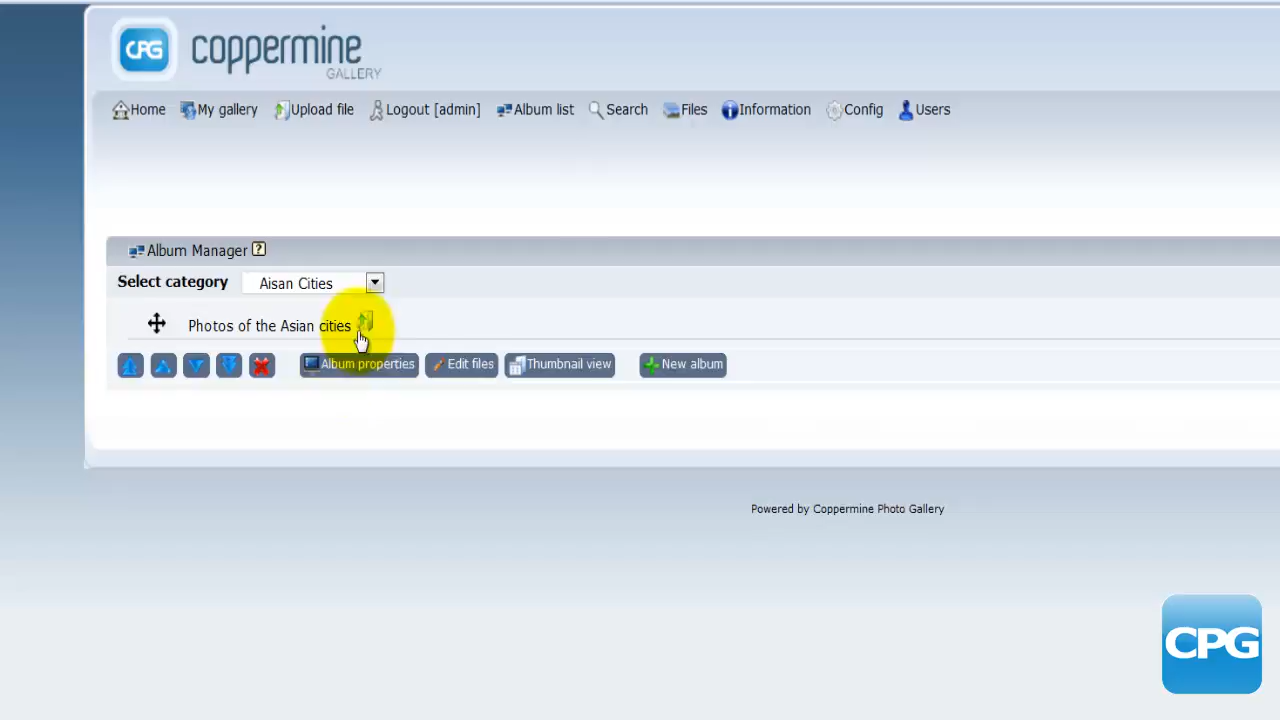 CPG coppermine
GALLERY
Home My gallery Upload file Logout [admin] Album list Search Files Information Config Users
Album Manager ?
Select category Aisan Cities
Photos of the Asian cities
Album properties Edit files Thumbnail view New album
Powered by Coppermine Photo Gallery
CPG